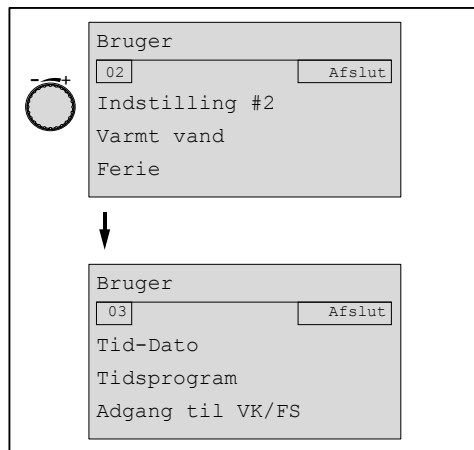 Bruger
02 Afslut
- +
Indstilling #2
Varmt vand
Ferie
Bruger
03 Afslut
Tid-Dato
Tidsprogram
Adgang til VK/FS